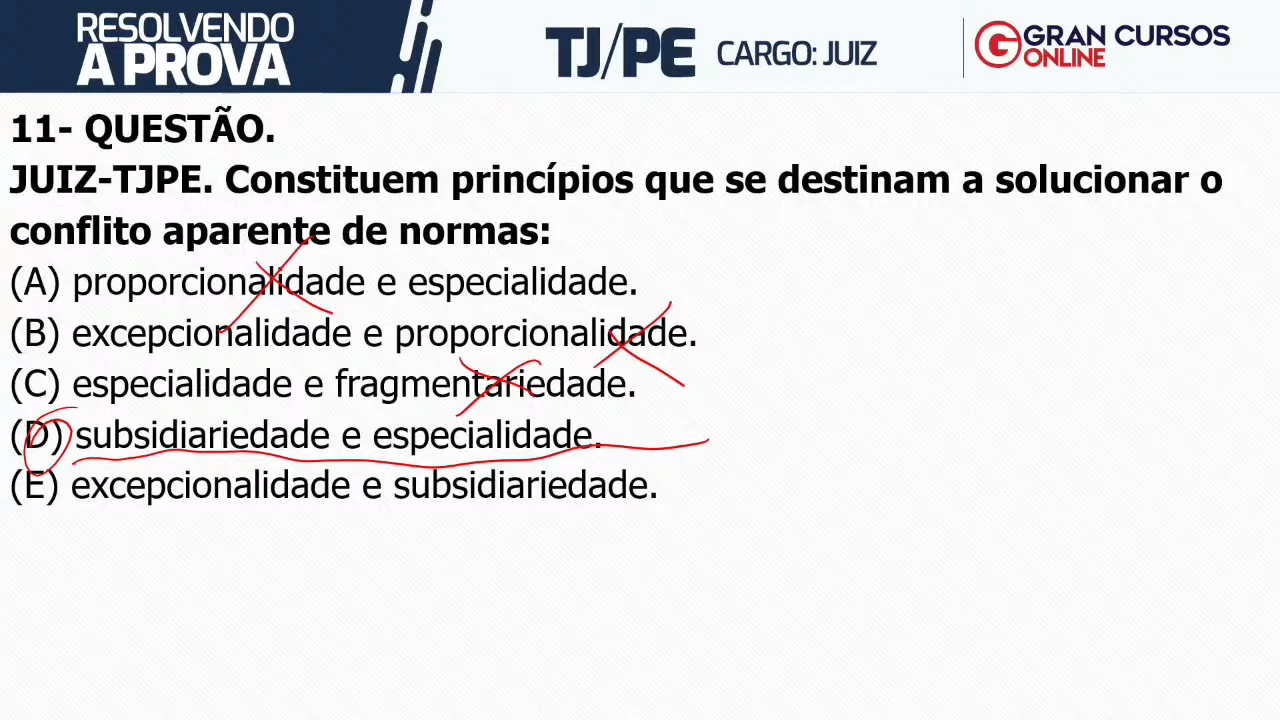 RESOLVENDO
A PROVA
TJ/PE CARGO: JUIZ
G GRAN CURSOS
ONLINE
11- QUESTÃO.
JUIZ-TJPE. Constituem princípios que se destinam a solucionar o
conflito aparente de normas:
(A) proporcionalidade e especialidade.
(B) excepcionalidade e proporcionalidade.
(C) especialidade e fragmentariedade.
(D) subsidiariedade e especialidade.
(E) excepcionalidade e subsidiariedade.